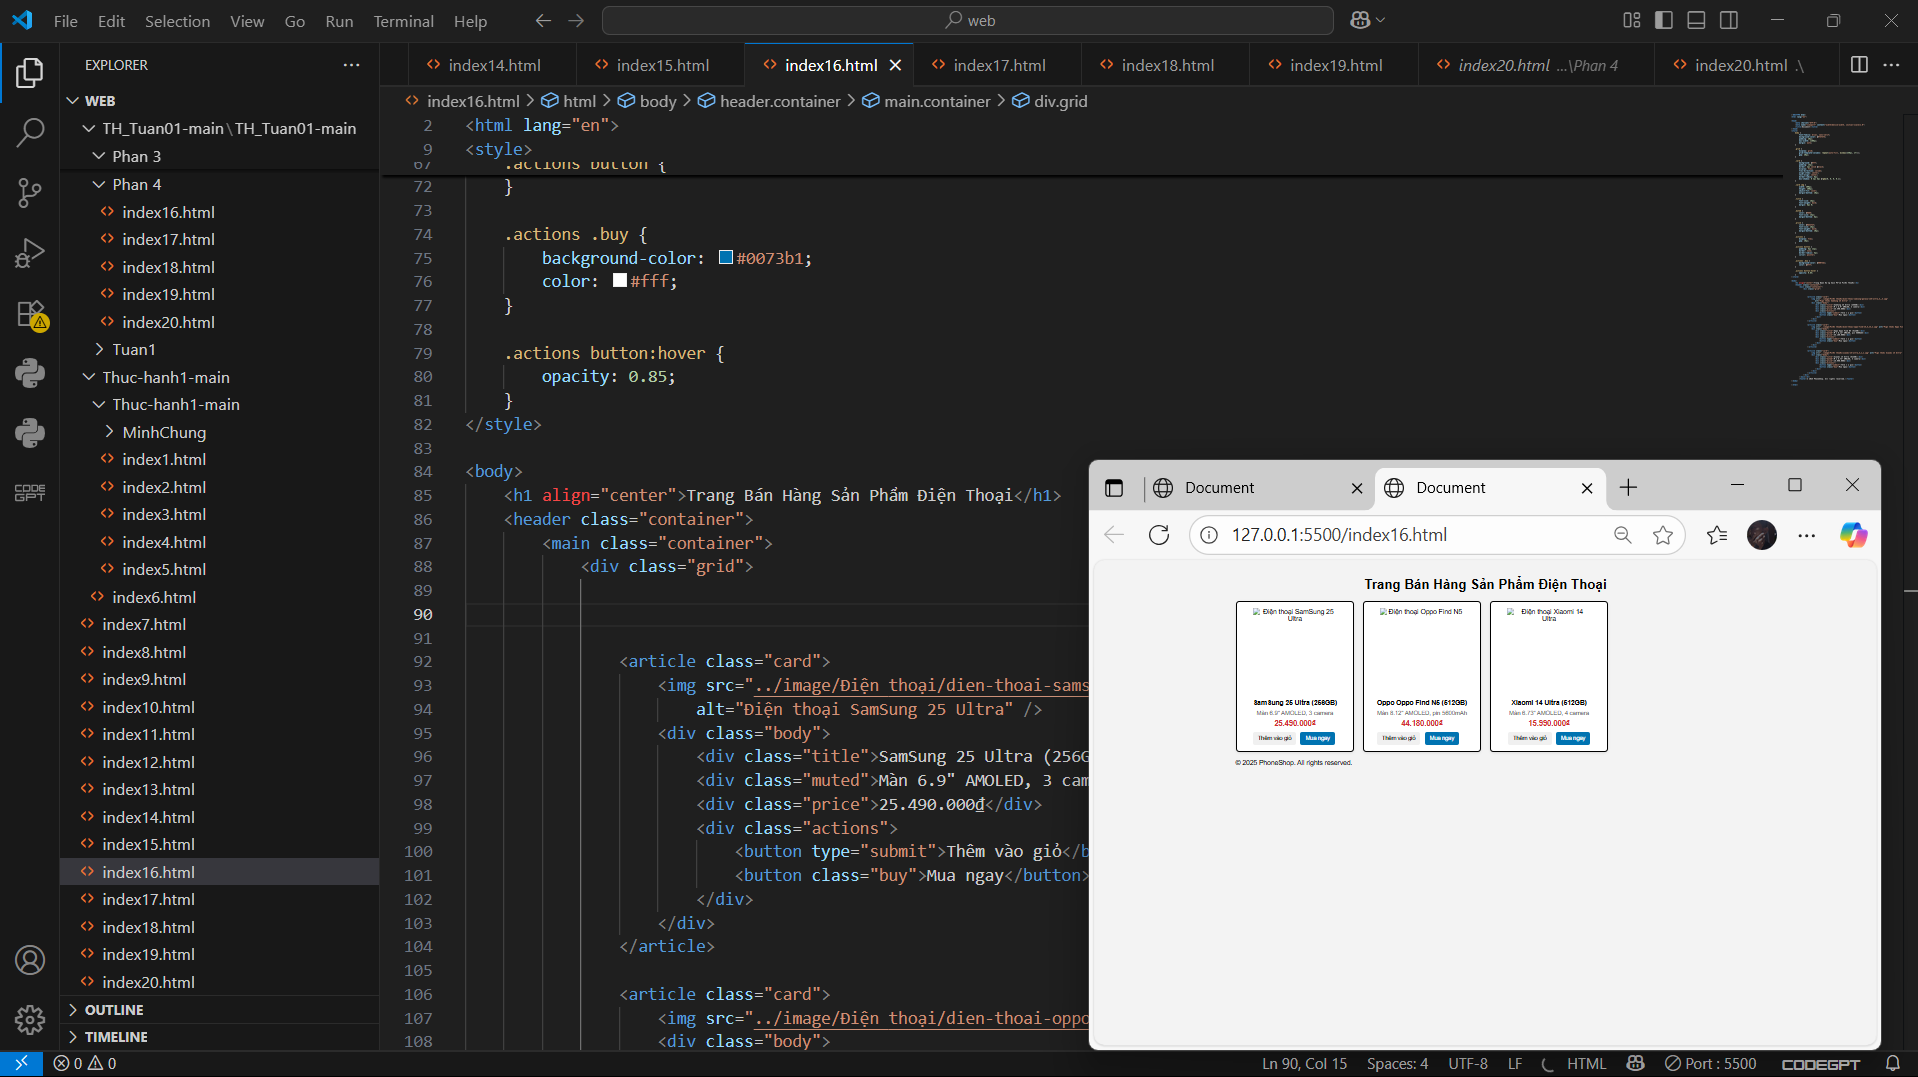 File Edit Selection View Go Run Terminal Help
web
EXPLORER
index14.html
index15.html
index16.html
index17.html
index18.html
index19.html
index20.html ...\Phan 4
index20.html .\
WEB
TH_Tuan01-main\TH_Tuan01-main
Phan 3
Phan 4
index16.html
index17.html
index18.html
index19.html
index20.html
Tuan1
Thuc-hanh1-main
Thuc-hanh1-main
MinhChung
index1.html
index2.html
index3.html
index4.html
index5.html
index6.html
index7.html
index8.html
index9.html
index10.html
index11.html
index12.html
index13.html
index14.html
index15.html
index16.html
index17.html
index18.html
index19.html
index20.html
OUTLINE
TIMELINE
CODE GPT
index16.html > html > body > header.container > main.container > div.grid
2 <html lang="en">
9 <style>
67 .actions button {
72 }
73
74 .actions .buy {
75 background-color: #0073b1;
76 color: #fff;
77 }
78
79 .actions button:hover {
80 opacity: 0.85;
81 }
82 </style>
83
84 <body>
85 <h1 align="center">Trang Bán Hàng Sản Phẩm Điện Thoại</h1>
86 <header class="container">
87 <main class="container">
88 <div class="grid">
89
90
91
92 <article class="card">
93 <img src="../image/Điện thoại/dien-thoai-sams
94 alt="Điện thoại SamSung 25 Ultra" />
95 <div class="body">
96 <div class="title">SamSung 25 Ultra (256G
97 <div class="muted">Màn 6.9" AMOLED, 3 cam
98 <div class="price">25.490.000₫</div>
99 <div class="actions">
100 <button type="submit">Thêm vào giỏ</b
101 <button class="buy">Mua ngay</button>
102 </div>
103 </div>
104 </article>
105
106 <article class="card">
107 <img src="../image/Điện thoại/dien-thoai-oppo
108 <div class="body">
Document
Document
127.0.0.1:5500/index16.html
Trang Bán Hàng Sản Phẩm Điện Thoại
Điện thoại SamSung 25 Ultra
SamSung 25 Ultra (256GB)
Màn 6.9" AMOLED, 3 camera
25.490.000₫
Thêm vào giỏ Mua ngay
Điện thoại Oppo Find N5
Oppo Oppo Find N5 (512GB)
Màn 8.12" AMOLED, pin 5600mAh
44.180.000₫
Thêm vào giỏ Mua ngay
Điện thoại Xiaomi 14 Ultra
Xiaomi 14 Ultra (512GB)
Màn 6.73" AMOLED, 4 camera
15.990.000₫
Thêm vào giỏ Mua ngay
© 2025 PhoneShop. All rights reserved.
0 0
Ln 90, Col 15 Spaces: 4 UTF-8 LF HTML Port : 5500 CODEGPT